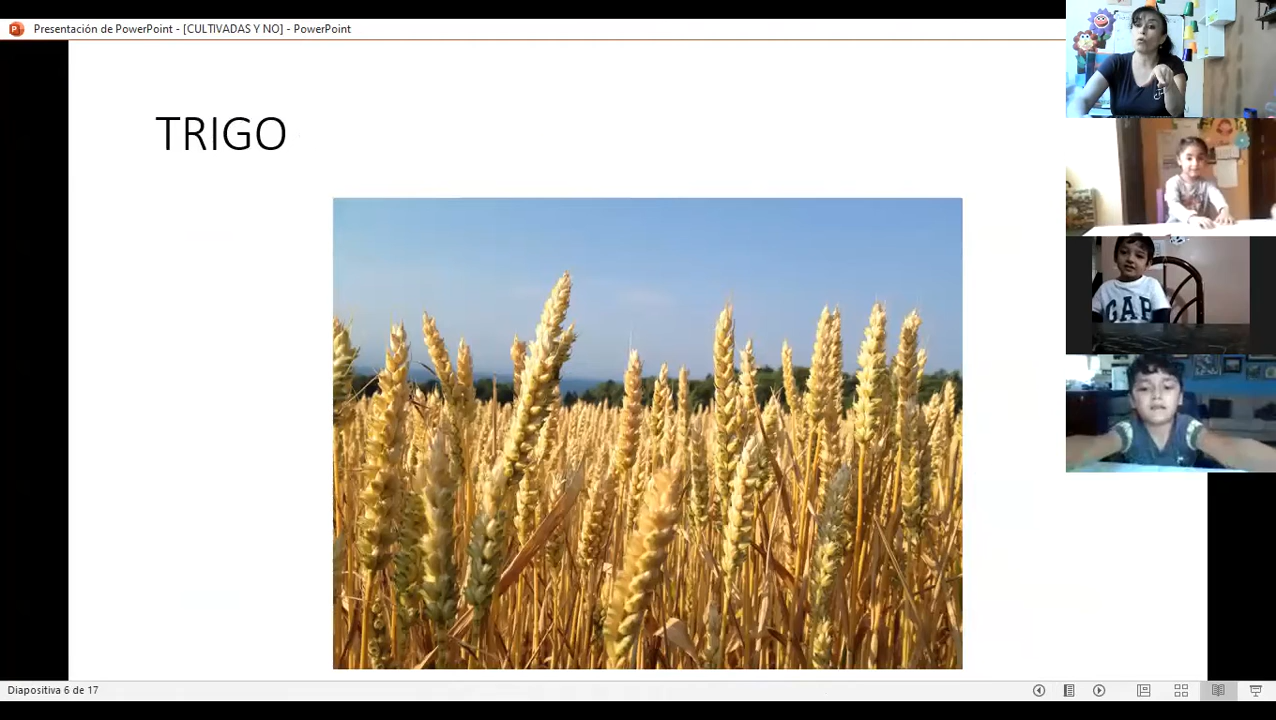 Presentación de PowerPoint - [CULTIVADAS Y NO] - PowerPoint
TRIGO
GAP
Diapositiva 6 de 17